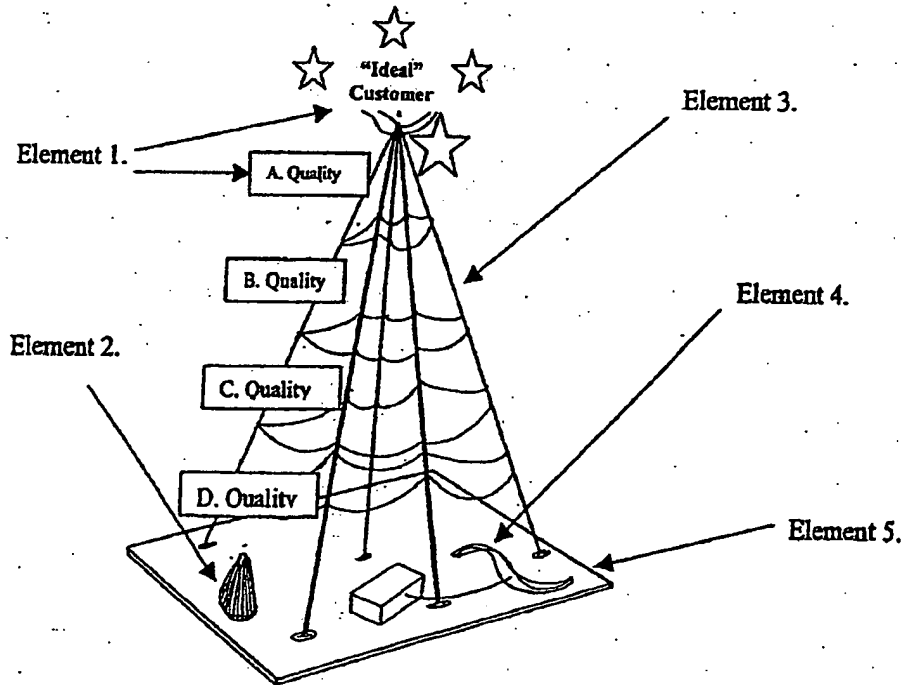 "Ideal"
Customer
Element 3.
Element 1.
A. Quality
B. Quality
Element 4.
Element 2.
C. Quality
D. Quality
Element 5.